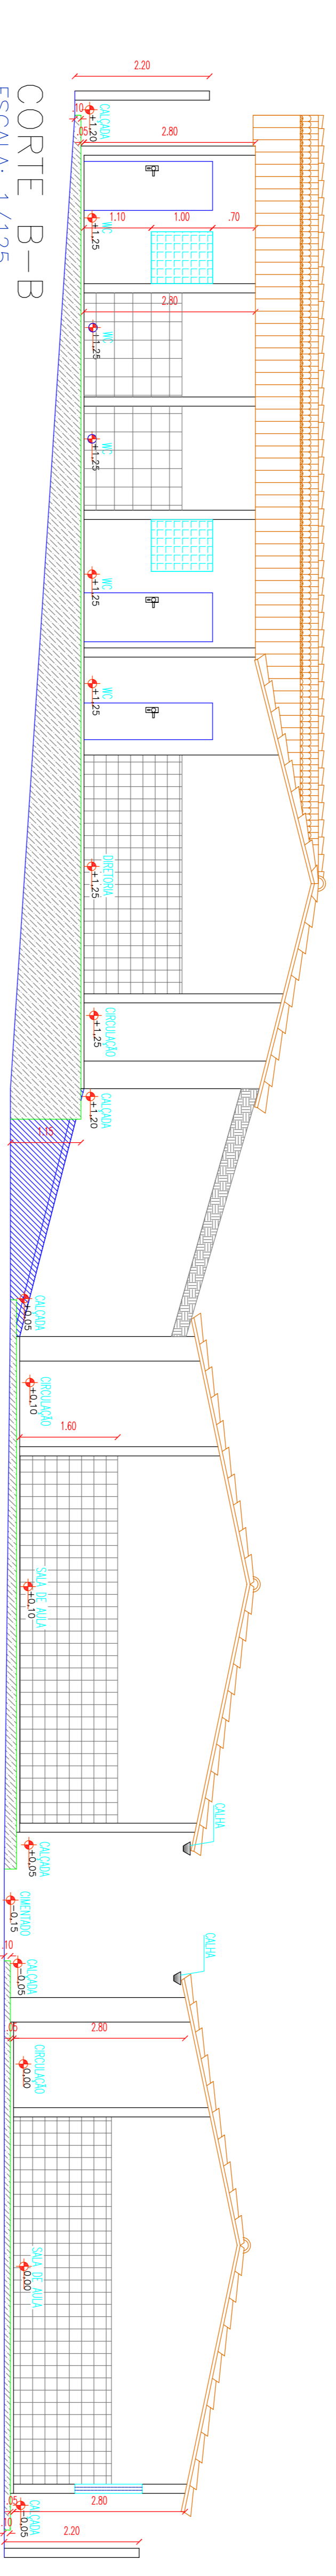 2.20
.10
CALÇADA
+1,20
.05
2.80
WC
+1,25
1.10
1.00
.70
2.80
WC
+1,25
WC
+1,25
WC
+1,25
WC
+1,25
DIRETORIA
+1,25
CIRCULAÇÃO
+1,25
CALÇADA
+1,20
1.15
CALÇADA
+0,05
CIRCULAÇÃO
+0,10
1.60
SALA DE AULA
+0,10
CALHA
CALÇADA
+0,05
CIMENTADO
-0,15
CALHA
.10
CALÇADA
-0,05
.05
2.80
CIRCULAÇÃO
0,00
SALA DE AULA
0,00
.05
2.80
CALÇADA
-0,05
.10
2.20
CORTE B-B
ESCALA: 1/125